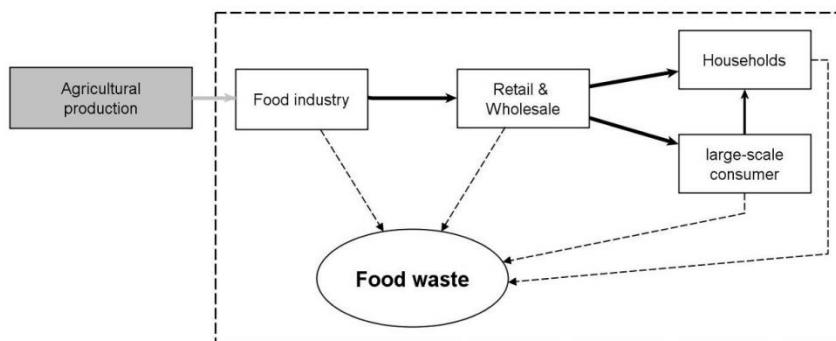 Agricultural
production
Food industry
Retail &
Wholesale
Households
large-scale
consumer
Food waste